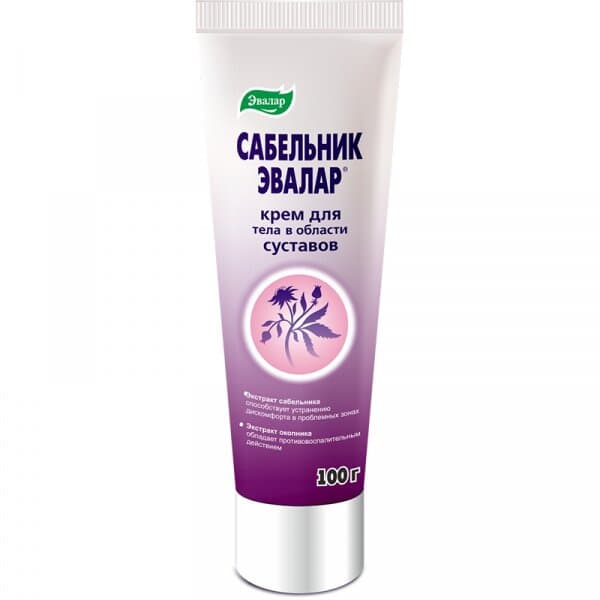 Эвалар
САБЕЛЬНИК
ЭВАЛАР®
крем для
тела в области
суставов
Экстракт сабельника
способствует устранению
дискомфорта в проблемных зонах
Экстракт окопника
обладает противовоспалительным
действием
100 г